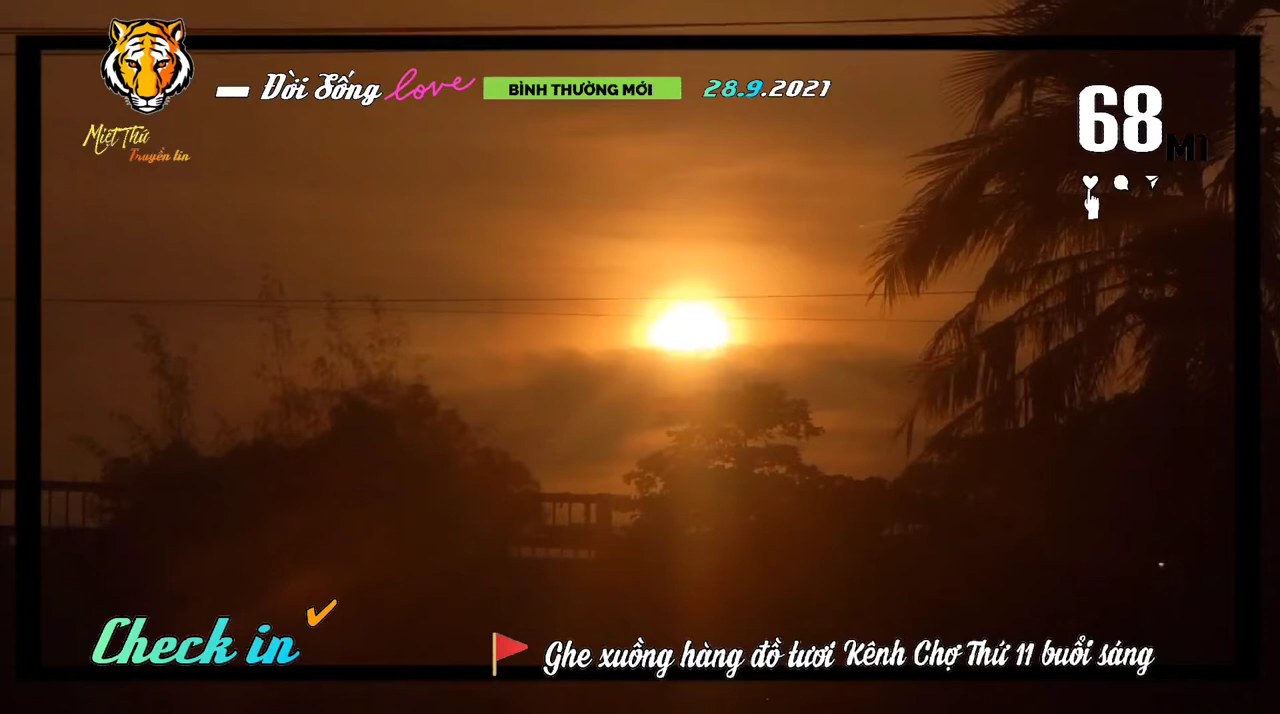 Đời Sống love BÌNH THƯỜNG MỚI 28.9.2021
68 M1
Miệt Thứ
Truyền tin
Check in
Ghe xuồng hàng đồ tươi Kênh Chợ Thứ 11 buổi sáng